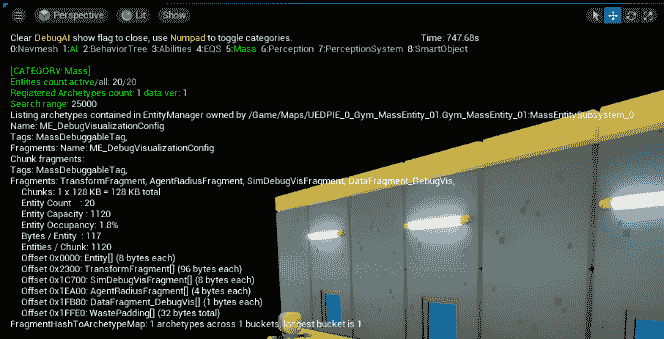 Perspective Lit Show
Clear DebugAI show flag to close, use Numpad to toggle categories. Time: 747.68s
0:Navmesh 1:AI 2:BehaviorTree 3:Abilities 4:EQS 5:Mass 6:Perception 7:PerceptionSystem 8:SmartObject
[CATEGORY: Mass]
Entities count active/all: 20/20
Registered Archetypes count: 1 data ver: 1
Search range: 25000
Listing archetypes contained in EntityManager owned by /Game/Maps/UEDPIE_0_Gym_MassEntity_01.Gym_MassEntity_01:MassEntitySubsystem_0
Name: ME_DebugVisualizationConfig
Tags: MassDebuggableTag,
Fragments: Name: ME_DebugVisualizationConfig
Chunk fragments:
Tags: MassDebuggableTag,
Fragments: TransformFragment, AgentRadiusFragment, SimDebugVisFragment, DataFragment_DebugVis,
Chunks: 1 x 128 KB = 128 KB total
Entity Count : 20
Entity Capacity : 1120
Occupancy: 1.8%
Bytes / Entity : 117
Entities / Chunk: 1120
Offset 0x0000: Entity[] (8 bytes each)
Offset 0x2300: TransformFragment[] (96 bytes each)
Offset 0x1C700: SimDebugVisFragment[] (8 bytes each)
Offset 0x1EA00: AgentRadiusFragment[] (4 bytes each)
Offset 0x1FB80: DataFragment_DebugVis[] (1 bytes each)
Offset 0x1FFE0: WastePadding[] (32 bytes total)
FragmentHashToArchetypeMap: 1 archetypes across 1 buckets, longest bucket is 1